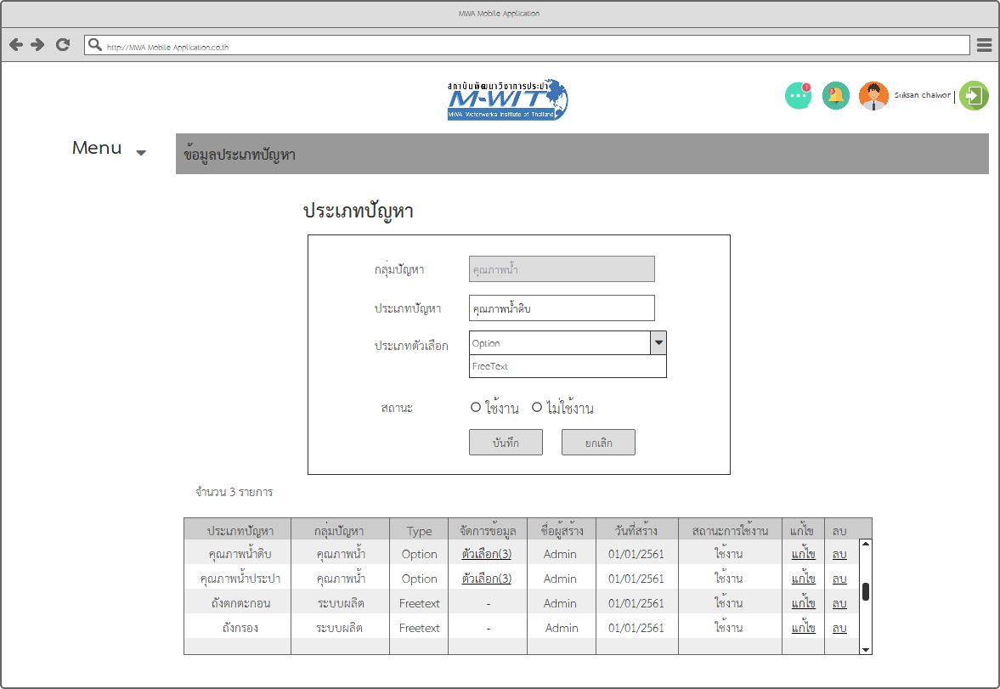 MWA Mobile Application
http://MWA Mobile Application.co.th
สถาบันพัฒนาวิชาการประปา
M-WIT
MWA Waterworks Institute of Thailand
1
5
Suksan chaiwor |
Menu
ข้อมูลประเภทปัญหา
ประเภทปัญหา
กลุ่มปัญหา คุณภาพน้ำ
ประเภทปัญหา คุณภาพน้ำดิบ
ประเภทตัวเลือก Option
FreeText
สถานะ ใช้งาน ไม่ใช้งาน
บันทึก ยกเลิก
จำนวน 3 รายการ
ประเภทปัญหา กลุ่มปัญหา Type จัดการข้อมูล ชื่อผู้สร้าง วันที่สร้าง สถานะการใช้งาน แก้ไข ลบ
คุณภาพน้ำดิบ คุณภาพน้ำ Option ตัวเลือก(3) Admin 01/01/2561 ใช้งาน แก้ไข ลบ
คุณภาพน้ำประปา คุณภาพน้ำ Option ตัวเลือก(3) Admin 01/01/2561 ใช้งาน แก้ไข ลบ
ถังตกตะกอน ระบบผลิต Freetext - Admin 01/01/2561 ใช้งาน แก้ไข ลบ
ถังกรอง ระบบผลิต Freetext - Admin 01/01/2561 ใช้งาน แก้ไข ลบ